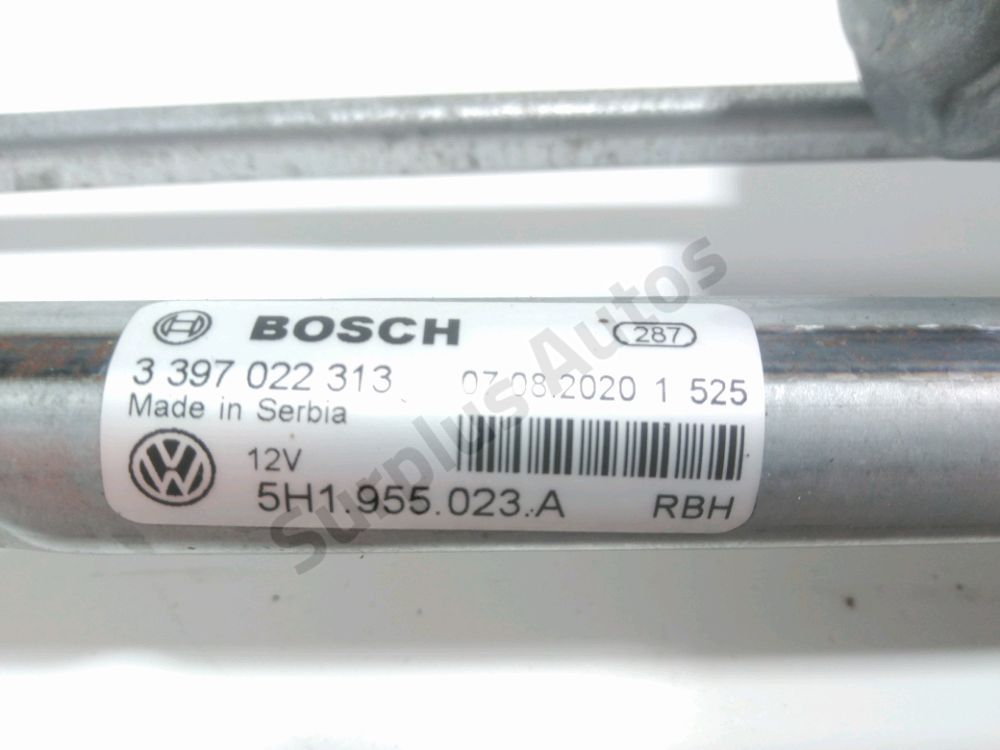 BOSCH 287
3 397 022 313 07.08.2020 1 525
Made in Serbia
12V
5H1.955.023.A RBH
Surplus Autos